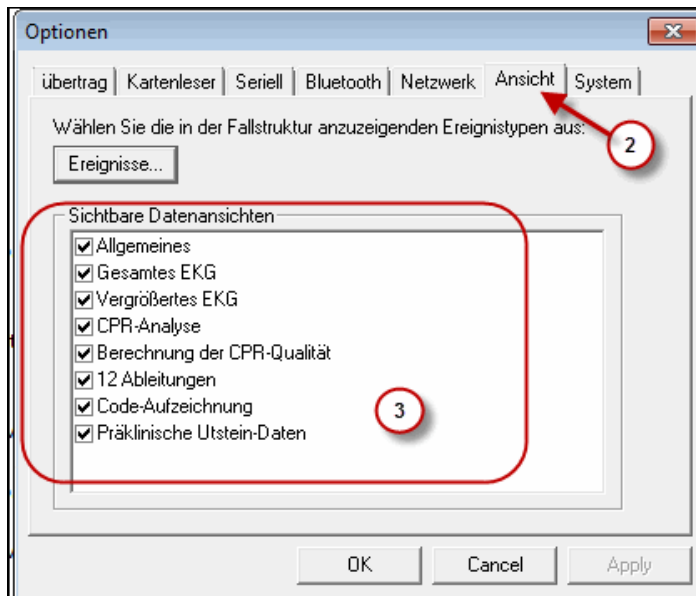 Optionen
übertrag Kartenleser Seriell Bluetooth Netzwerk Ansicht System
Wählen Sie die in der Fallstruktur anzuzeigenden Ereignistypen aus:
2
Ereignisse...
Sichtbare Datenansichten
Allgemeines
Gesamtes EKG
Vergrößertes EKG
CPR-Analyse
Berechnung der CPR-Qualität
12 Ableitungen
Code-Aufzeichnung
3
Präklinische Utstein-Daten
OK Cancel Apply